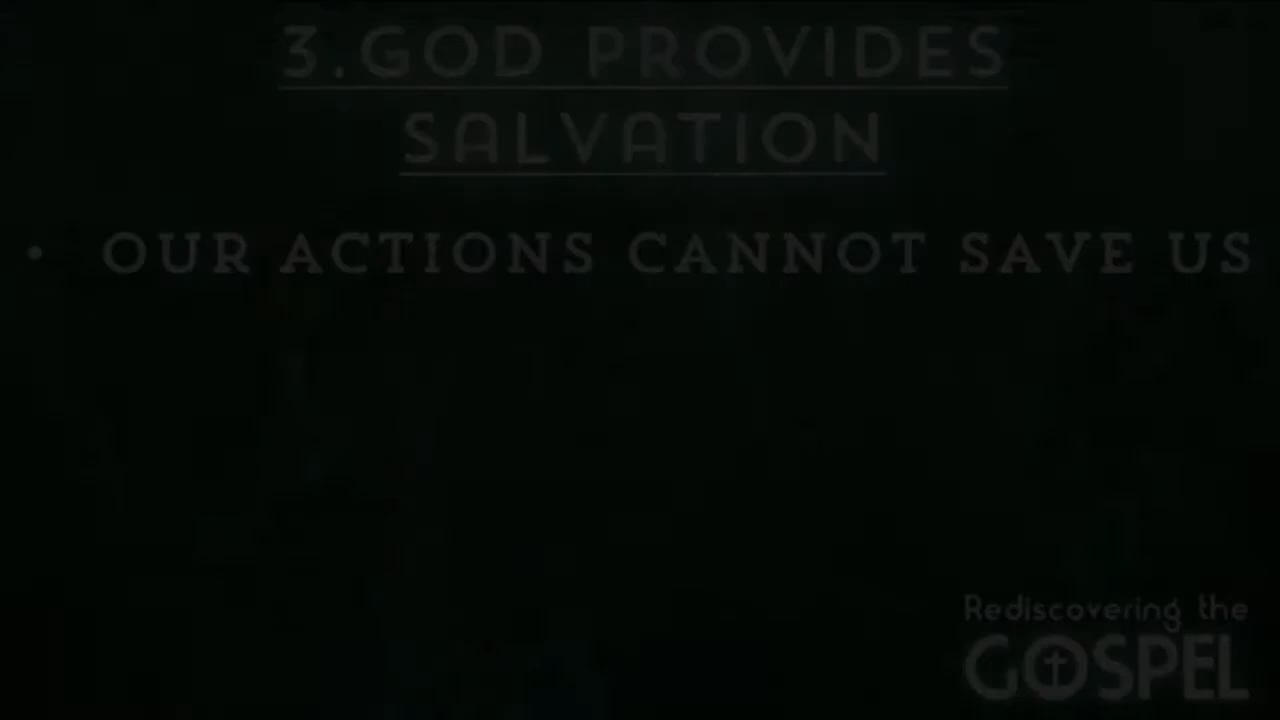 3.GOD PROVIDES
SALVATION
• OUR ACTIONS CANNOT SAVE US
Rediscovering the
GOSPEL